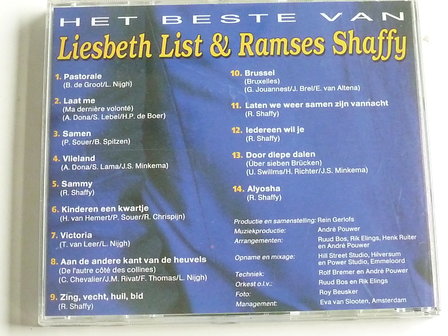 HET BESTE VAN
Liesbeth List & Ramses Shaffy
1. Pastorale
(B. de Groot/L. Nijgh)
2. Laat me
(Ma dernière volonté)
(A. Dona/S. Lebel/H.P. de Boer)
3. Samen
(P. Souer/B. Spitzen)
4. Vlieland
(A. Dona/S. Lama/J.S. Minkema)
5. Sammy
(R. Shaffy)
6. Kinderen een kwartje
(H. van Hemert/P. Souer/R. Chrispijn)
7. Victoria
(T. van Leer/L. Nijgh)
8. Aan de andere kant van de heuvels
(De l'autre côté des collines)
(C. Chevalier/J.M. Rivat/F. Thomas/L. Nijgh)
9. Zing, vecht, huil, bid
(R. Shaffy)
10. Brussel
(Bruxelles)
(G. Jouannest/J. Brel/E. van Altena)
11. Laten we weer samen zijn vannacht
(R. Shaffy)
12. Iedereen wil je
(R. Shaffy)
13. Door diepe dalen
(Über sieben Brücken)
(U. Swillms/H. Richter/J.S. Minkema)
14. Alyosha
(R. Shaffy)
Productie en samenstelling: Rein Gerlofs
Muziekproductie: André Pouwer
Arrangementen: Ruud Bos, Rik Elings, Henk Ruiter
en André Pouwer
Opname en mixage: Hill Street Studio, Hilversum
en Power Studio, Emmeloord
Techniek: Rolf Bremer en André Pouwer
Orkest o.l.v.: Ruud Bos en Rik Elings
Foto: Roy Beusker
Management: Eva van Slooten, Amsterdam